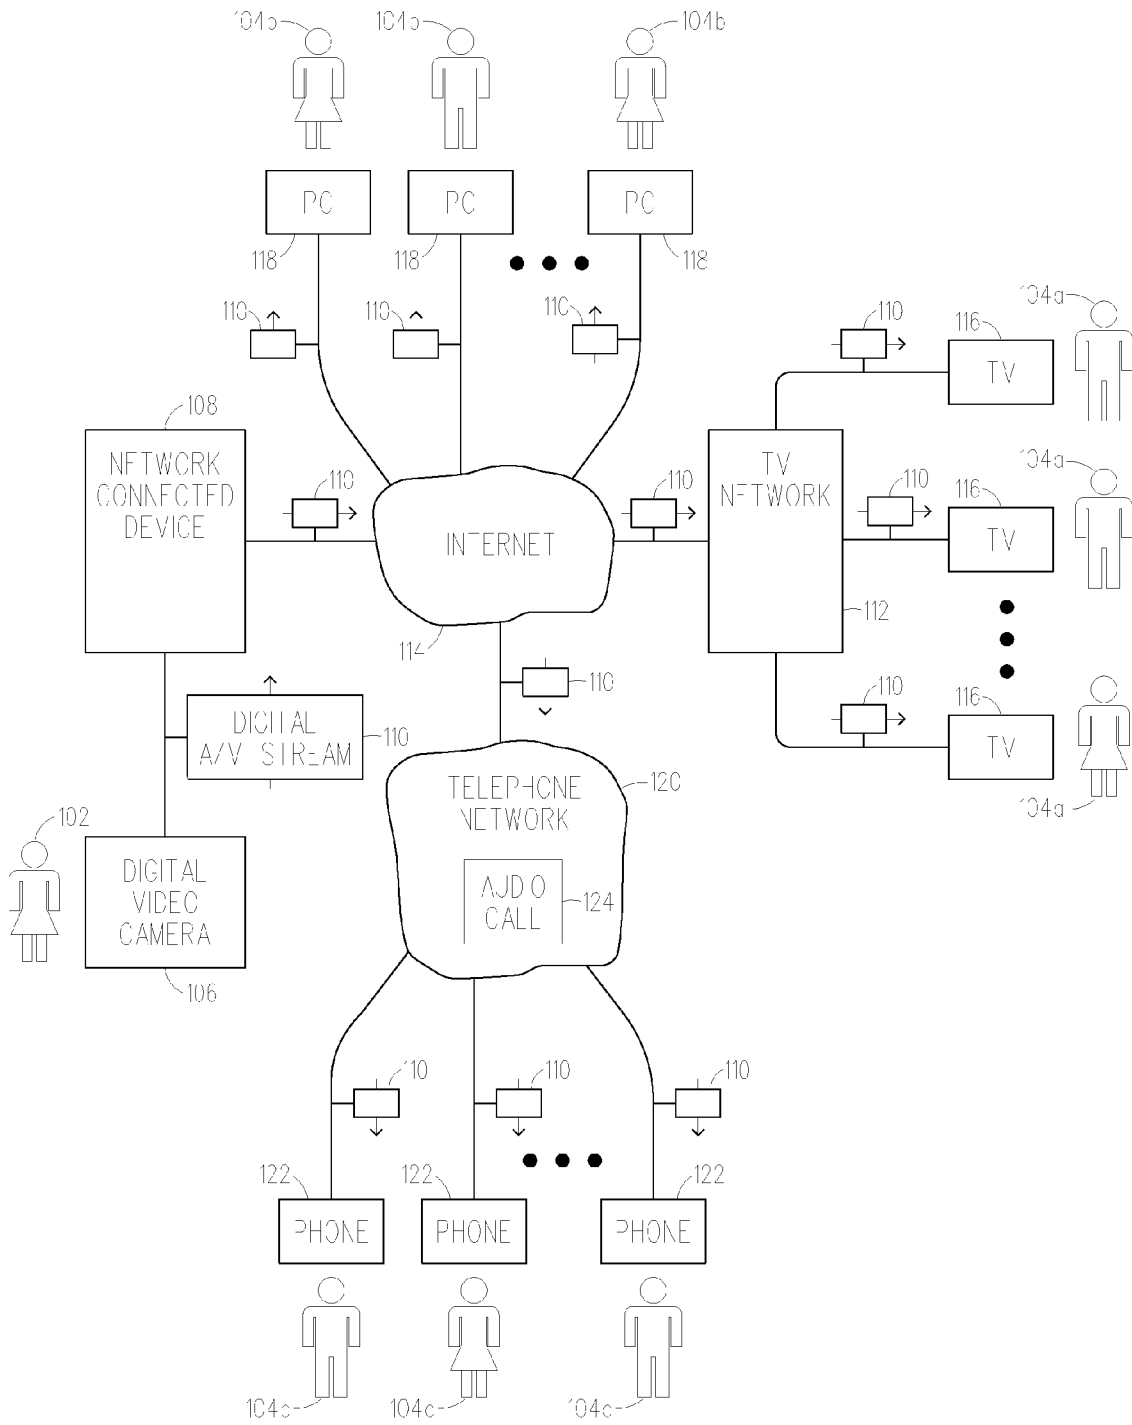 104b 104b 104b
PC PC PC
118 118 118
110 110 110
110 104a
116
TV
108
NETWORK
CONNECTED
DEVICE
110
INTERNET
110
TV
NETWORK
110
104a
116
TV
114
112
110
DIGITAL
A/V STREAM
110
110
116
TV
104a
TELEPHONE
NETWORK
120
102
AUDIO
CALL
124
DIGITAL
VIDEO
CAMERA
106
110 110 110
122 122 122
PHONE PHONE PHONE
104c 104c 104c